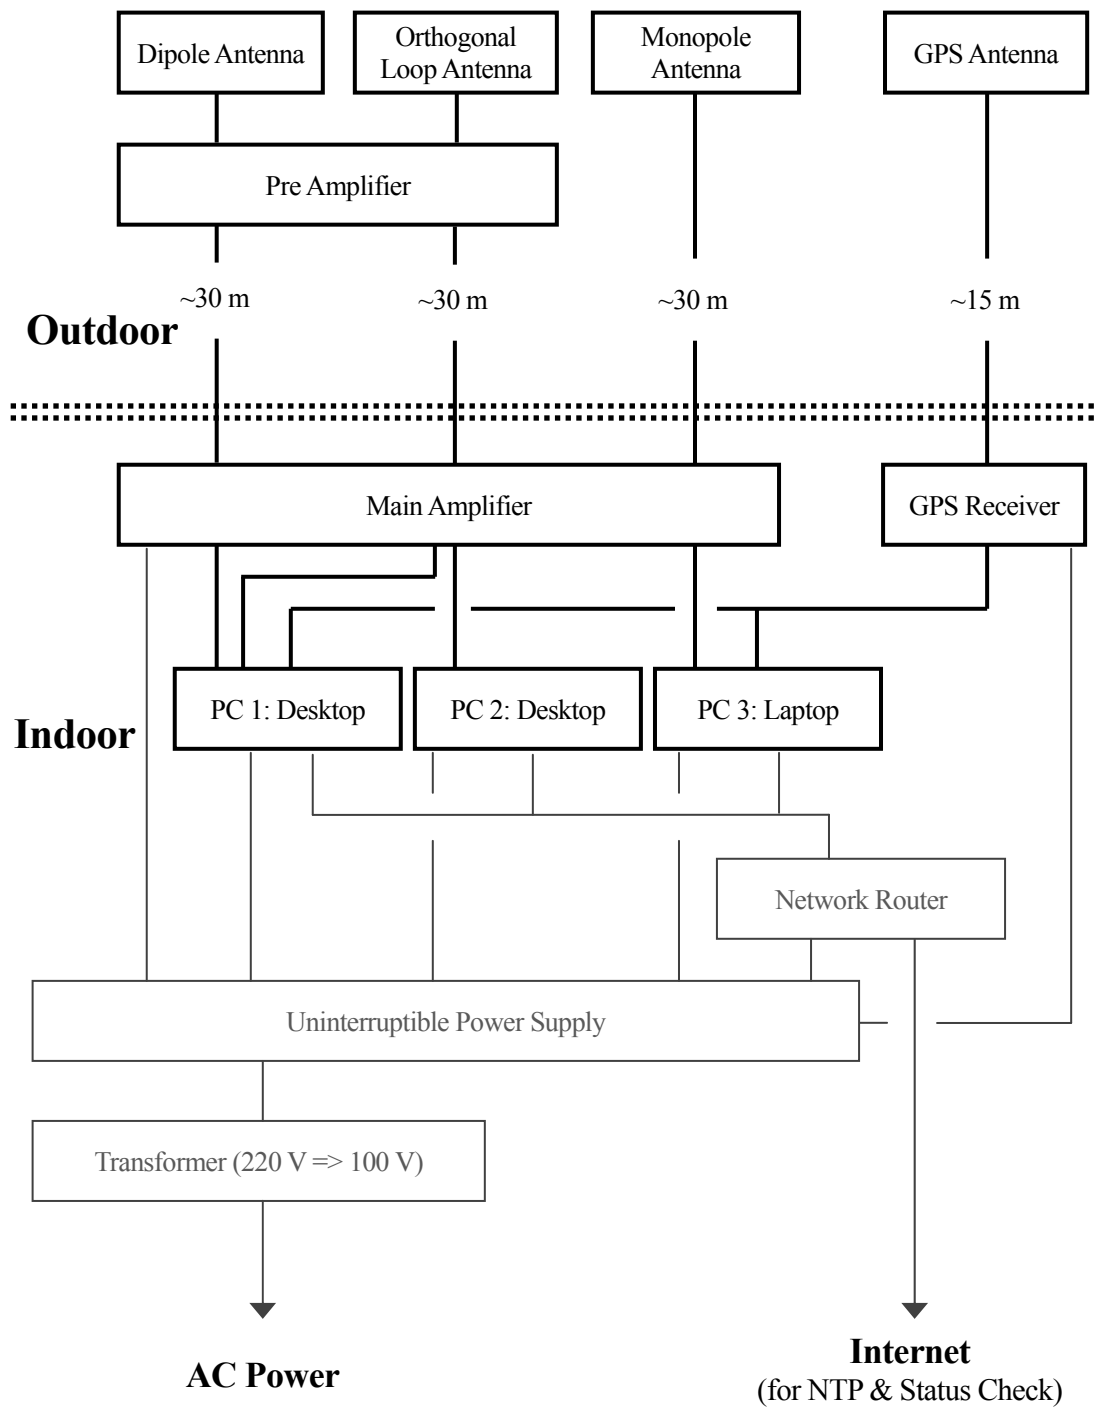 Dipole Antenna
Orthogonal
Loop Antenna
Monopole
Antenna
GPS Antenna
Pre Amplifier
~30 m
~30 m
~30 m
~15 m
Outdoor
Main Amplifier
GPS Receiver
PC 1: Desktop
PC 2: Desktop
PC 3: Laptop
Indoor
Network Router
Uninterruptible Power Supply
Transformer (220 V => 100 V)
AC Power
Internet
(for NTP & Status Check)